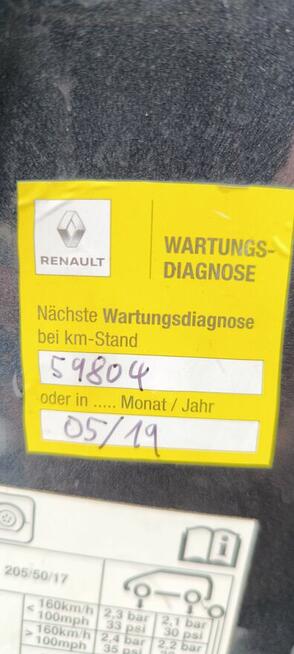 RENAULT
WARTUNGS-
DIAGNOSE
Nächste Wartungsdiagnose
bei km-Stand
59804
oder in ..... Monat / Jahr
05/19
205/50/17
< 160km/h 2,3 bar 2,1 bar
100mph 33 psi 30 psi
> 160km/h 2,4 bar 2,2 bar
100mph 35 psi